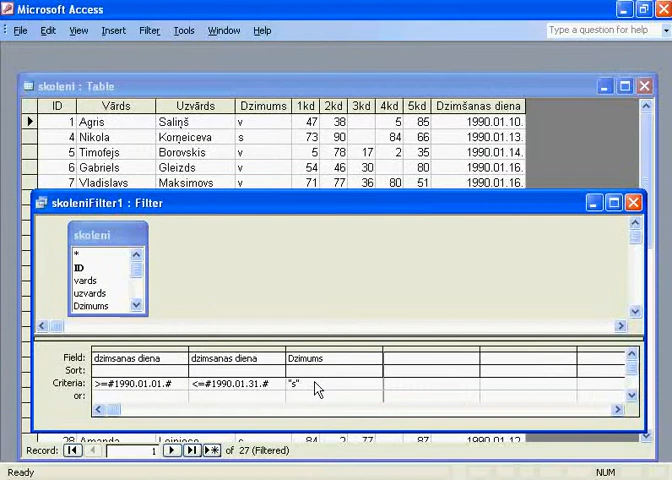 Microsoft Access
File Edit View Insert Filter Tools Window Help Type a question for help
skoleni : Table
ID Vārds Uzvārds Dzimums 1kd 2kd 3kd 4kd 5kd Dzimšanas diena
1 Agris Saliņš v 47 38 5 85 1990.01.10.
4 Nikola Korņeiceva s 73 90 84 66 1990.01.13.
5 Timofejs Borovskis v 5 78 17 2 35 1990.01.14.
6 Gabriels Gleizds v 54 46 30 80 1990.01.16.
7 Vladislavs Maksimovs v 71 77 36 80 51 1990.01.16.
skoleniFilter1 : Filter
skoleni
*
ID
vards
uzvards
Dzimums
Field: dzimsanas diena dzimsanas diena Dzimums
Sort:
Criteria: >=#1990.01.01.# <=#1990.01.31.# "s"
or:
Record: 1 of 27 (Filtered)
Ready NUM